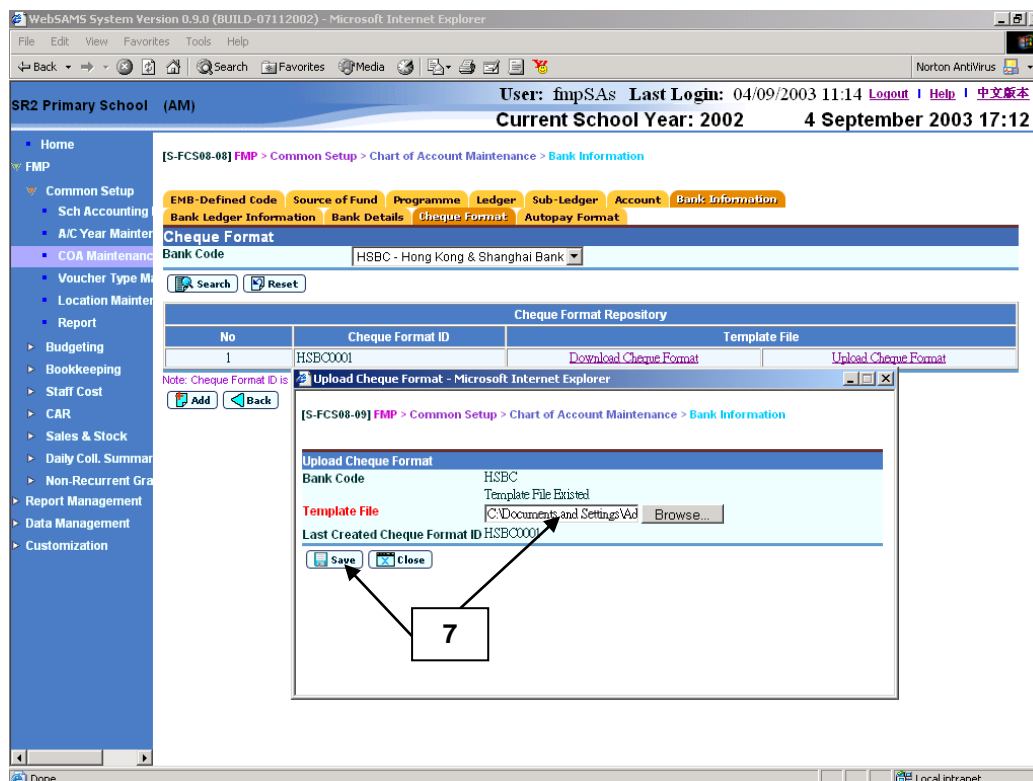 WebSAMS System Version 0.9.0 (BUILD-07112002) - Microsoft Internet Explorer
File Edit View Favorites Tools Help
Back Search Favorites Media Norton AntiVirus
SR2 Primary School (AM)
User: fmpSAs Last Login: 04/09/2003 11:14 Logout | Help | 中文版本
Current School Year: 2002 4 September 2003 17:12
Home
FMP
Common Setup
Sch Accounting
A/C Year Mainter
COA Maintenanc
Voucher Type Ma
Location Mainter
Report
Budgeting
Bookkeeping
Staff Cost
CAR
Sales & Stock
Daily Coll. Summar
Non-Recurrent Gra
Report Management
Data Management
Customization
[S-FCS08-08] FMP > Common Setup > Chart of Account Maintenance > Bank Information
EMB-Defined Code Source of Fund Programme Ledger Sub-Ledger Account Bank Information
Bank Ledger Information Bank Details Cheque Format Autopay Format
Cheque Format
Bank Code HSBC - Hong Kong & Shanghai Bank
Search Reset
Cheque Format Repository
No Cheque Format ID Template File
1 HSBC0001 Download Cheque Format Upload Cheque Format
Note: Cheque Format ID is
Add Back
Upload Cheque Format - Microsoft Internet Explorer
[S-FCS08-09] FMP > Common Setup > Chart of Account Maintenance > Bank Information
Upload Cheque Format
Bank Code HSBC
Template File Existed
Template File C:\Documents and Settings\Ad Browse...
Last Created Cheque Format ID HSBC0001
Save Close
7
Done Local intranet